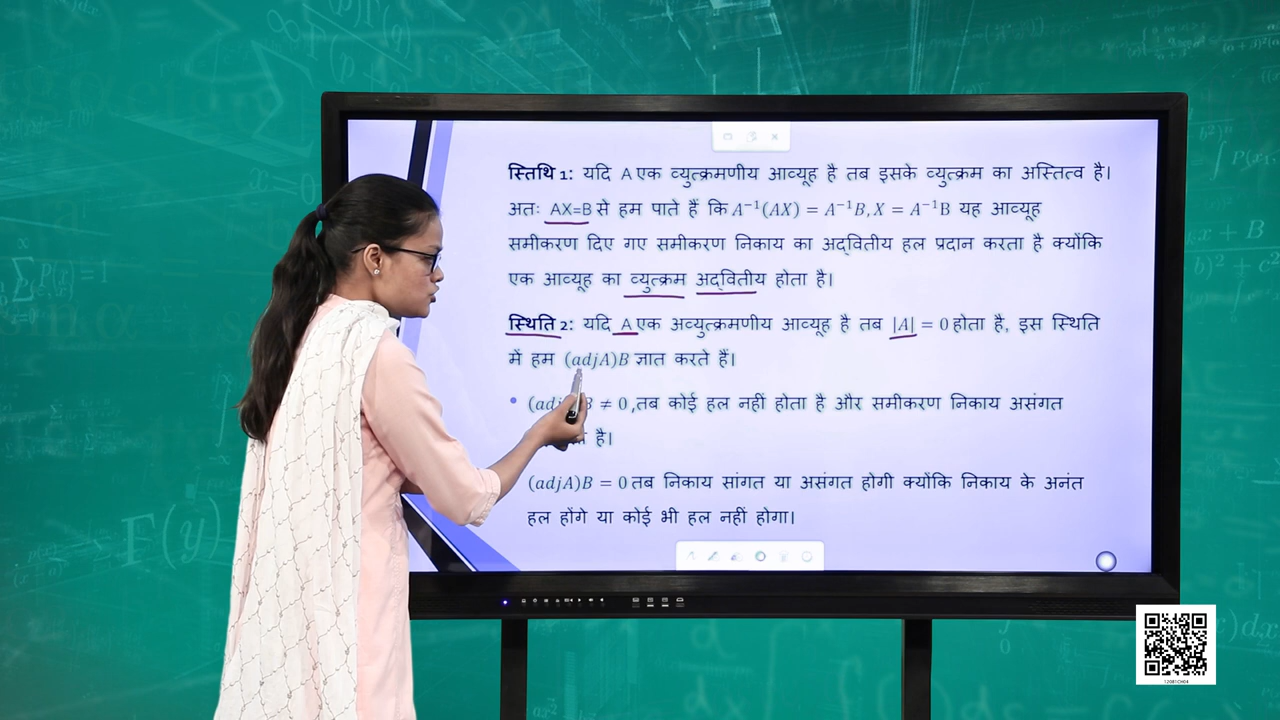 स्तिथि 1: यदि A एक व्युत्क्रमणीय आव्यूह है तब इसके व्युत्क्रम का अस्तित्व है।
अतः AX=B से हम पाते हैं कि A⁻¹(AX) = A⁻¹B, X = A⁻¹B यह आव्यूह
समीकरण दिए गए समीकरण निकाय का अद्वितीय हल प्रदान करता है क्योंकि
एक आव्यूह का व्युत्क्रम अद्वितीय होता है।
स्थिति 2: यदि A एक अव्युत्क्रमणीय आव्यूह है तब |A| = 0 होता है, इस स्थिति
में हम (adjA)B ज्ञात करते हैं।
(adj B ≠ 0 ,तब कोई हल नहीं होता है और समीकरण निकाय असंगत
है।
(adjA)B = 0 तब निकाय सांगत या असंगत होगी क्योंकि निकाय के अनंत
हल होंगे या कोई भी हल नहीं होगा।
12081CH04